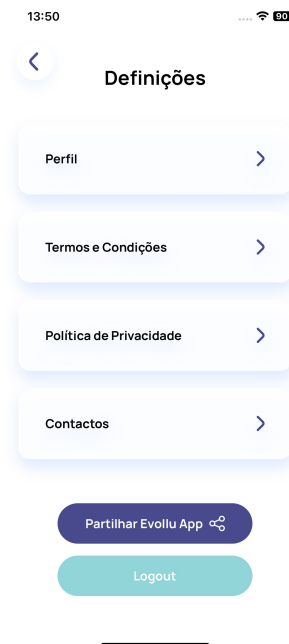 13:50
90
Definições
Perfil
Termos e Condições
Política de Privacidade
Contactos
Partilhar Evollu App
Logout